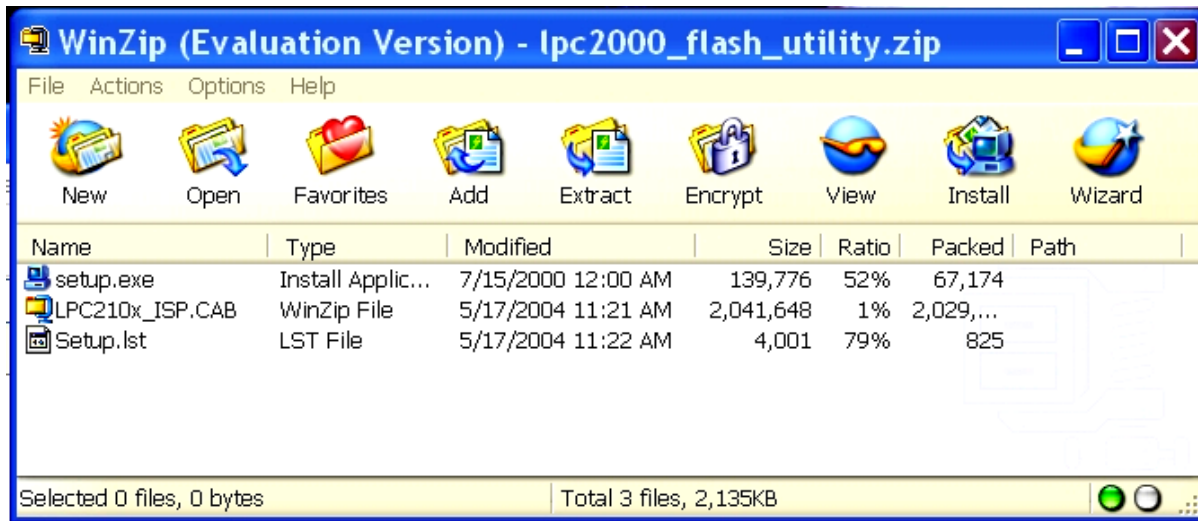 WinZip (Evaluation Version) - lpc2000_flash_utility.zip
File Actions Options Help
New Open Favorites Add Extract Encrypt View Install Wizard
Name Type Modified Size Ratio Packed Path
setup.exe Install Applic... 7/15/2000 12:00 AM 139,776 52% 67,174
LPC210x_ISP.CAB WinZip File 5/17/2004 11:21 AM 2,041,648 1% 2,029,...
Setup.lst LST File 5/17/2004 11:22 AM 4,001 79% 825
Selected 0 files, 0 bytes Total 3 files, 2,135KB